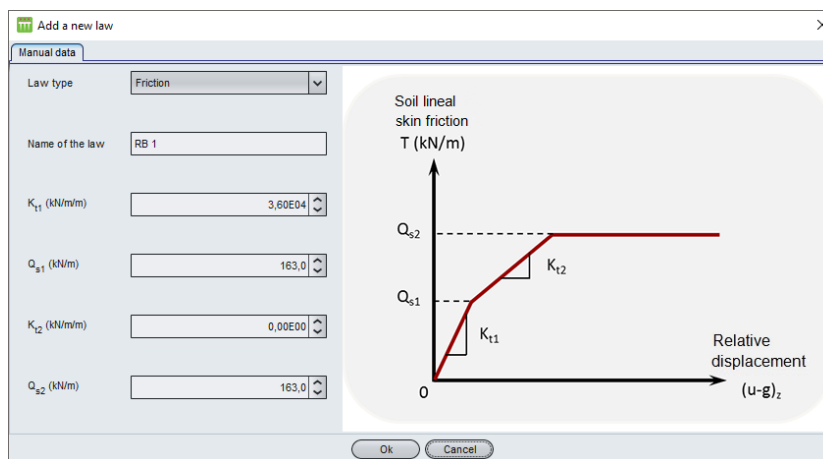 Add a new law
Manual data
Law type
Friction
Name of the law
RB 1
Kt1 (kN/m/m)
3,60E04
Qs1 (kN/m)
163,0
Kt2 (kN/m/m)
0,00E00
Qs2 (kN/m)
163,0
Soil lineal
skin friction
T (kN/m)
Qs2
Kt2
Qs1
Kt1
Relative
displacement
0
(u-g)z
Ok
Cancel